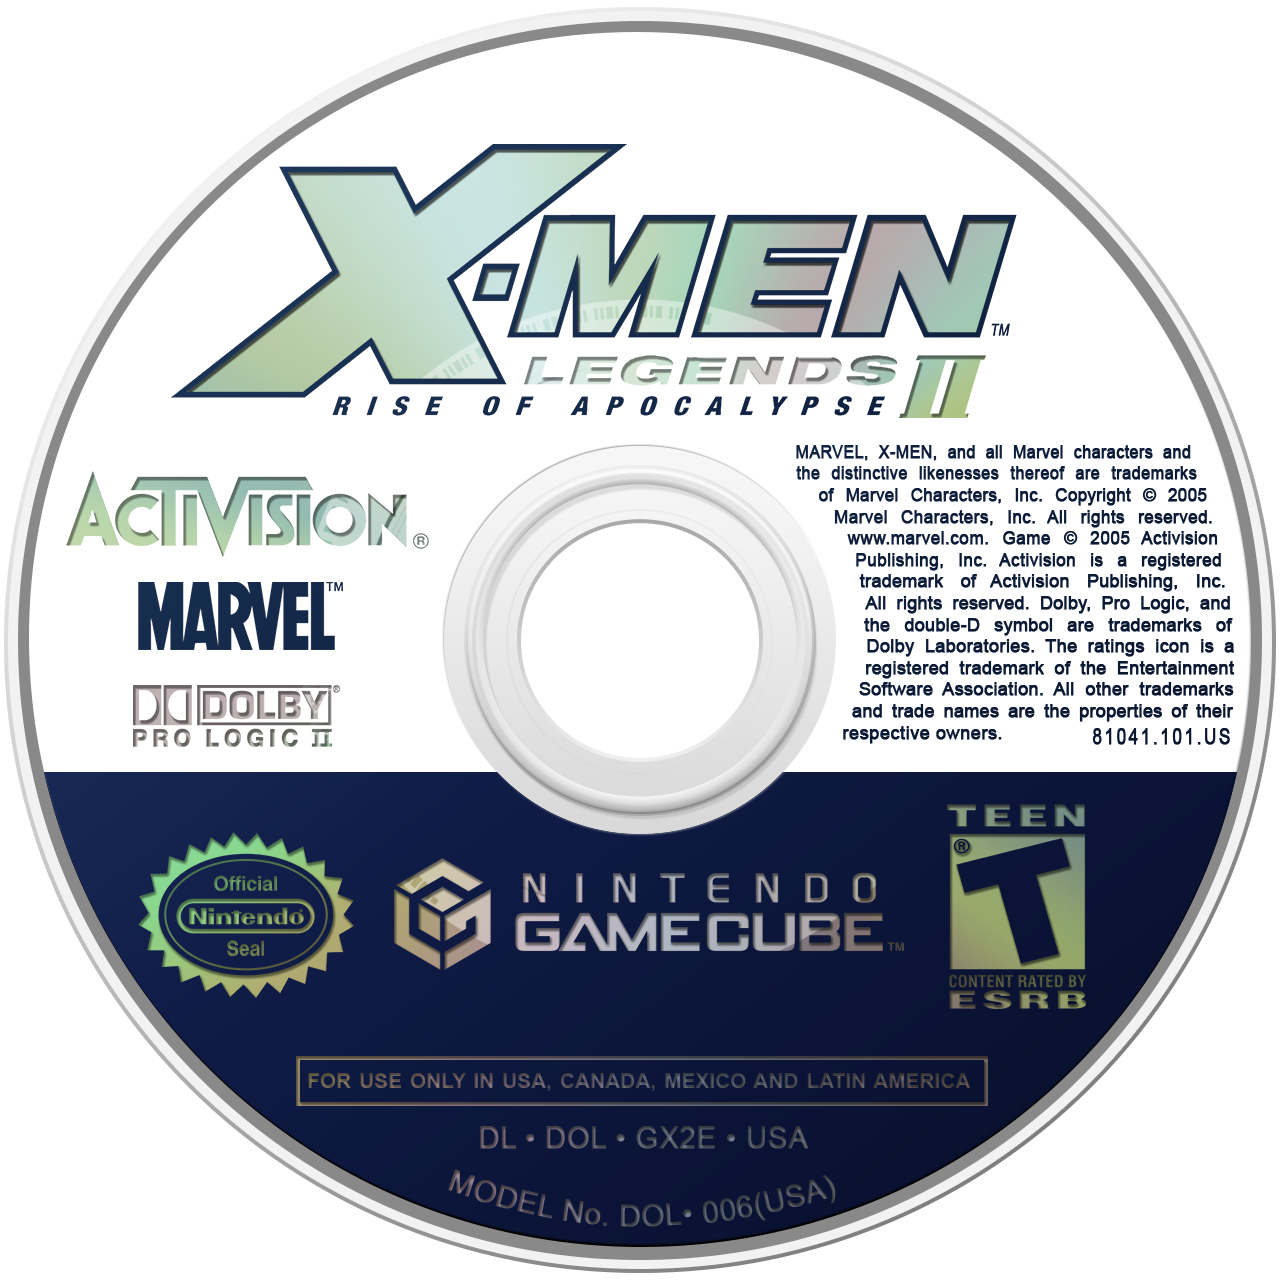 X-MEN™
LEGENDS II
RISE OF APOCALYPSE
ACTIVISION®
MARVEL™
DOLBY®
PRO LOGIC II
MARVEL, X-MEN, and all Marvel characters and
the distinctive likenesses thereof are trademarks
of Marvel Characters, Inc. Copyright © 2005
Marvel Characters, Inc. All rights reserved.
www.marvel.com. Game © 2005 Activision
Publishing, Inc. Activision is a registered
trademark of Activision Publishing, Inc.
All rights reserved. Dolby, Pro Logic, and
the double-D symbol are trademarks of
Dolby Laboratories. The ratings icon is a
registered trademark of the Entertainment
Software Association. All other trademarks
and trade names are the properties of their
respective owners. 81041.101.US
Official
Nintendo®
Seal
NINTENDO
GAMECUBE™
TEEN
®
T
CONTENT RATED BY
ESRB
FOR USE ONLY IN USA, CANADA, MEXICO AND LATIN AMERICA
DL • DOL • GX2E • USA
MODEL No. DOL• 006(USA)